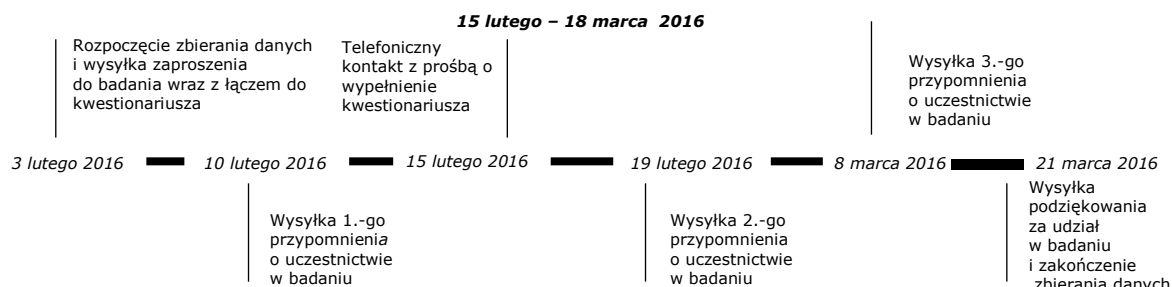 15 lutego – 18 marca 2016
Rozpoczęcie zbierania danych
i wysyłka zaproszenia
do badania wraz z łączem do
kwestionariusza
Telefoniczny
kontakt z prośbą o
wypełnienie
kwestionariusza
Wysyłka 3.-go
przypomnienia
o uczestnictwie
w badaniu
3 lutego 2016
10 lutego 2016
15 lutego 2016
19 lutego 2016
8 marca 2016
21 marca 2016
Wysyłka 1.-go
przypomnienia
o uczestnictwie
w badaniu
Wysyłka 2.-go
przypomnienia
o uczestnictwie
w badaniu
Wysyłka
podziękowania
za udział
w badaniu
i zakończenie
zbierania danych